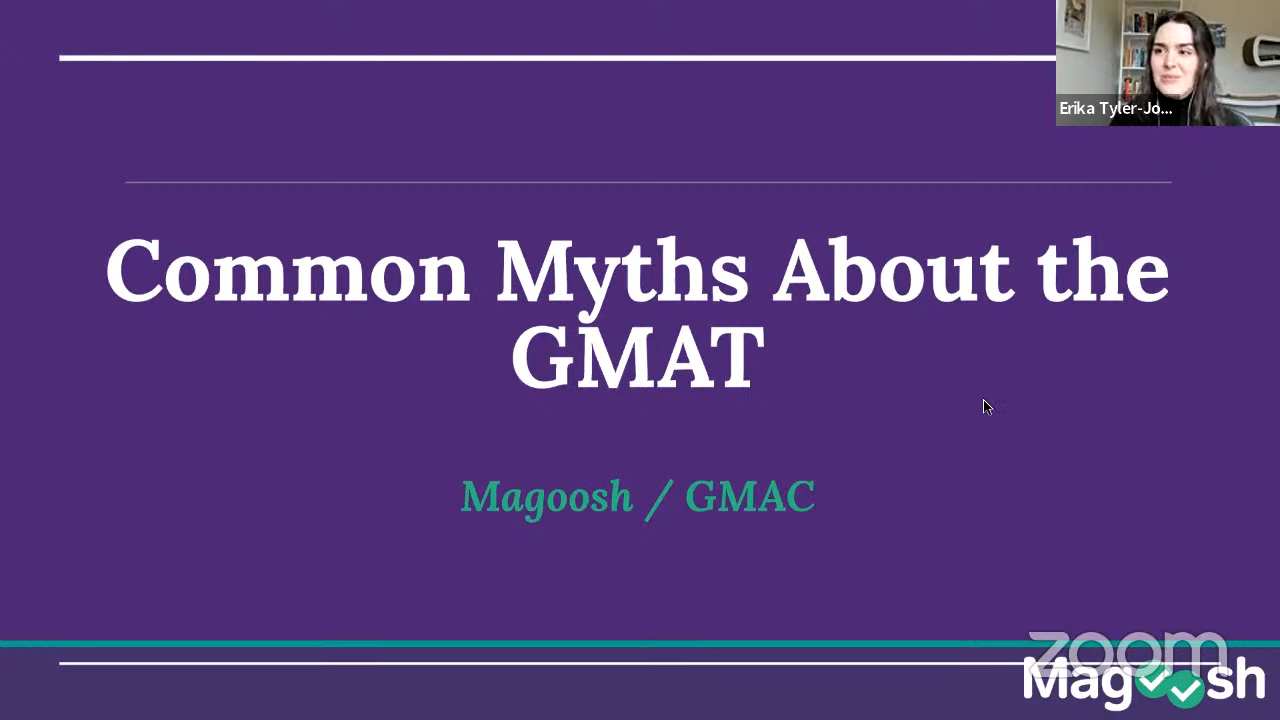 Erika Tyler-Jo...
Common Myths About the
GMAT
Magoosh / GMAC
zoom
Magoosh